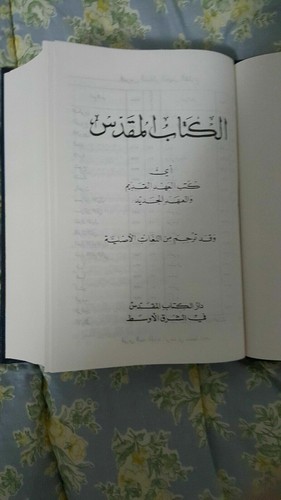 الكتاب المقدس
أي
كتب العهد القديم
والعهد الجديد
وقد ترجم من اللغات الأصلية
دار الكتاب المقدس
في الشرق الأوسط